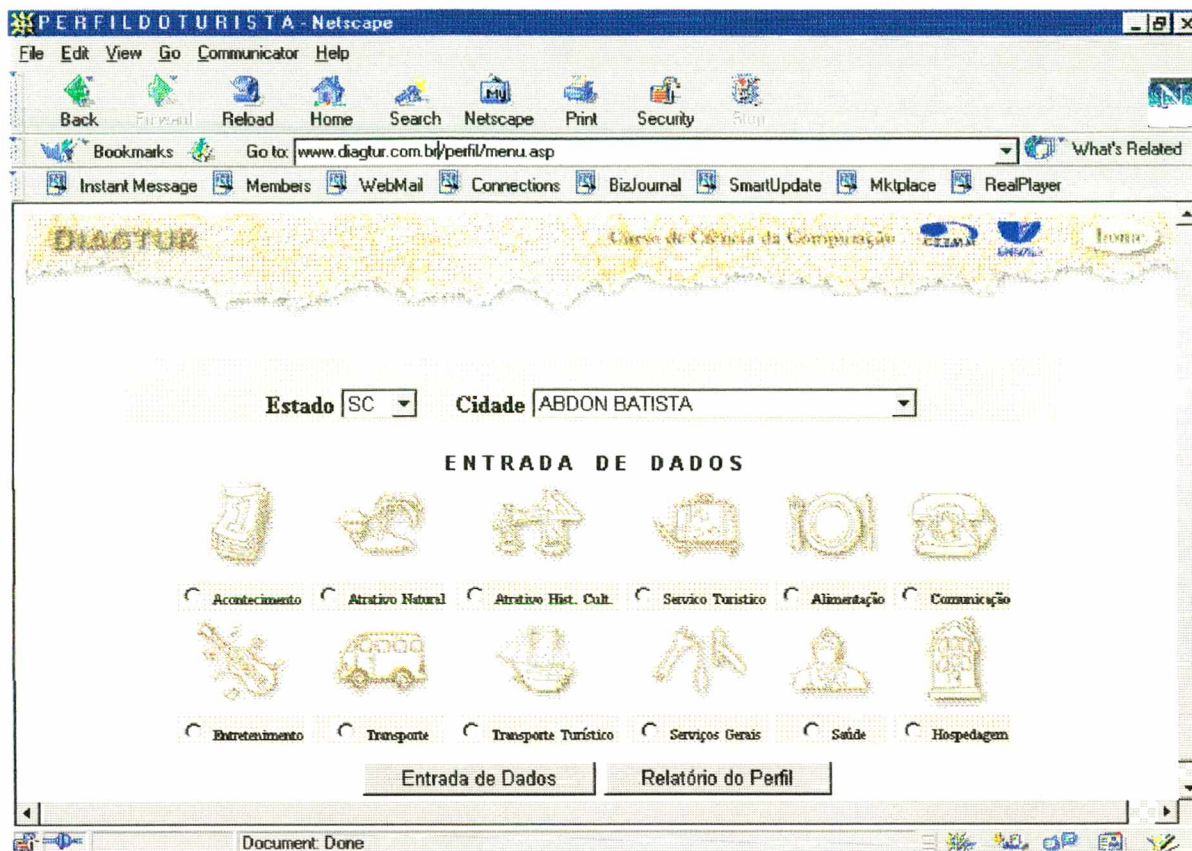 P E R F I L D O T U R I S T A - Netscape
File Edit View Go Communicator Help
Back Forward Reload Home Search Netscape Print Security Stop
My
N
Bookmarks Go to: www.diagtur.com.br/perfil/menu.asp What's Related
Instant Message Members WebMail Connections BizJournal SmartUpdate Mktplace RealPlayer
DIAGTUR Curso de Ciência da Computação home
Estado SC Cidade ABDON BATISTA
ENTRADA DE DADOS
Acontecimento Atrativo Natural Atrativo Hist. Cult. Servico Turistico Alimentação Comunicação
Entretenimento Transporte Transporte Turístico Serviços Gerais Saúde Hospedagem
Entrada de Dados Relatório do Perfil
Document: Done